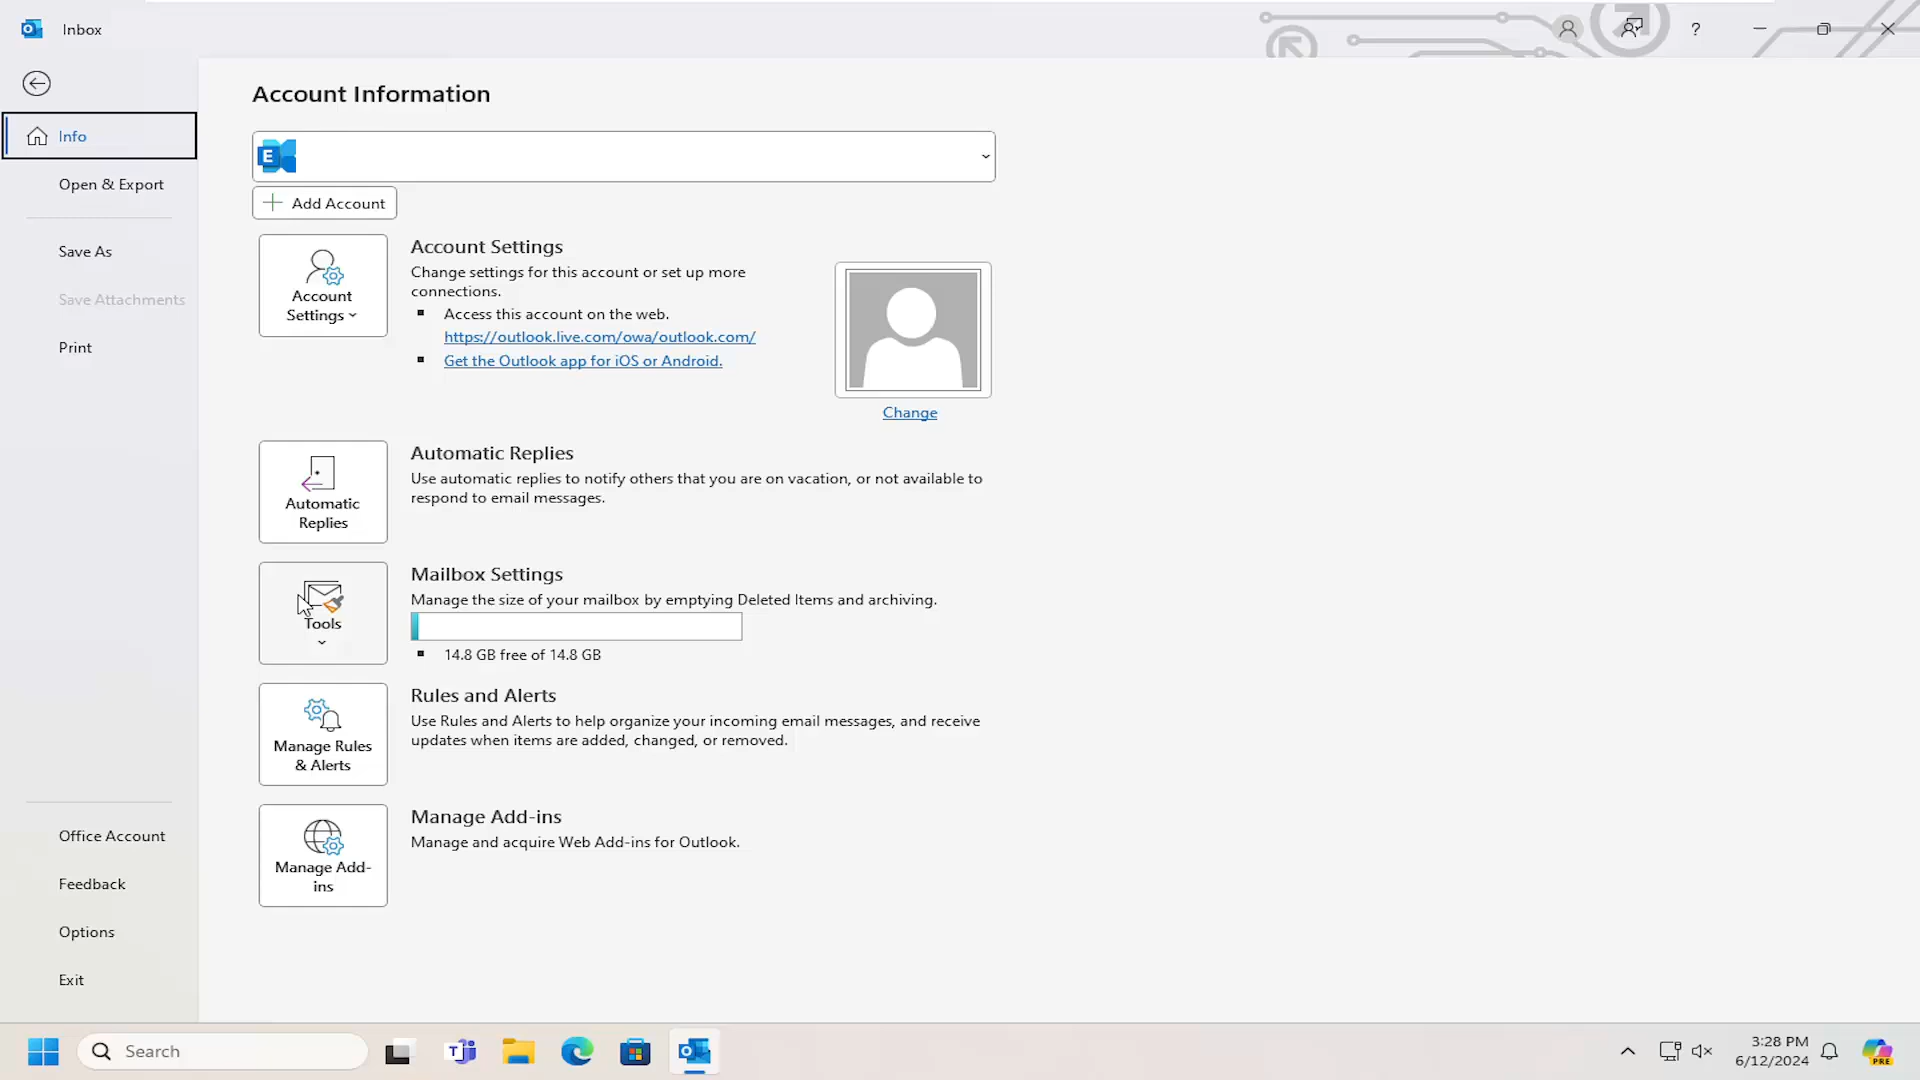 Inbox
?
Info
Open & Export
Save As
Save Attachments
Print
Office Account
Feedback
Options
Exit
Account Information
E
Add Account
Account
Settings
Account Settings
Change settings for this account or set up more
connections.
Access this account on the web.
https://outlook.live.com/owa/outlook.com/
Get the Outlook app for iOS or Android.
Change
Automatic
Replies
Automatic Replies
Use automatic replies to notify others that you are on vacation, or not available to
respond to email messages.
Tools
Mailbox Settings
Manage the size of your mailbox by emptying Deleted Items and archiving.
14.8 GB free of 14.8 GB
Manage Rules
& Alerts
Rules and Alerts
Use Rules and Alerts to help organize your incoming email messages, and receive
updates when items are added, changed, or removed.
Manage Add-
ins
Manage Add-ins
Manage and acquire Web Add-ins for Outlook.
Search
3:28 PM
6/12/2024
PRE